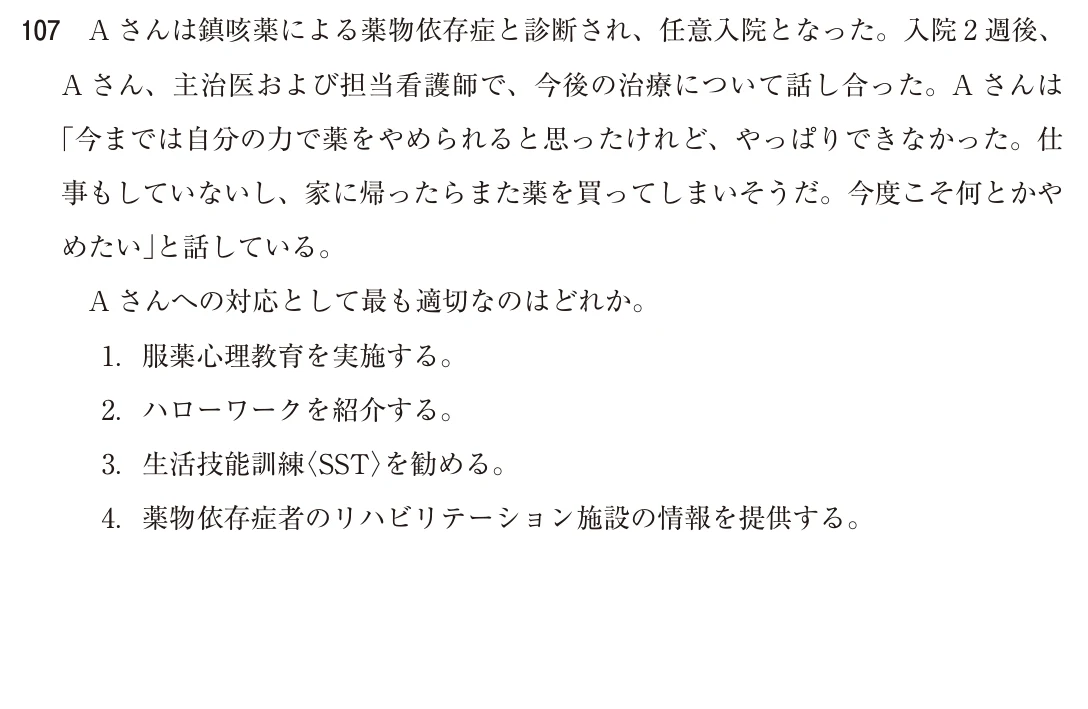 107 Aさんは鎮咳薬による薬物依存症と診断され、任意入院となった。入院2週後、
Aさん、主治医および担当看護師で、今後の治療について話し合った。Aさんは
「今までは自分の力で薬をやめられると思ったけれど、やっぱりできなかった。仕
事もしていないし、家に帰ったらまた薬を買ってしまいそうだ。今度こそ何とかや
めたい」と話している。
Aさんへの対応として最も適切なのはどれか。
1. 服薬心理教育を実施する。
2. ハローワークを紹介する。
3. 生活技能訓練〈SST〉を勧める。
4. 薬物依存症者のリハビリテーション施設の情報を提供する。